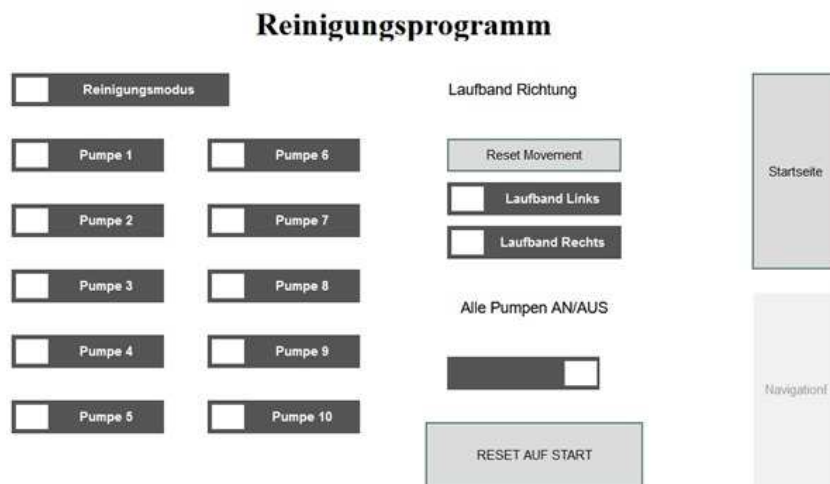 Reinigungsprogramm
Reinigungsmodus
Laufband Richtung
Pumpe 1
Pumpe 6
Reset Movement
Startseite
Pumpe 2
Pumpe 7
Laufband Links
Laufband Rechts
Pumpe 3
Pumpe 8
Alle Pumpen AN/AUS
Pumpe 4
Pumpe 9
Pumpe 5
Pumpe 10
RESET AUF START